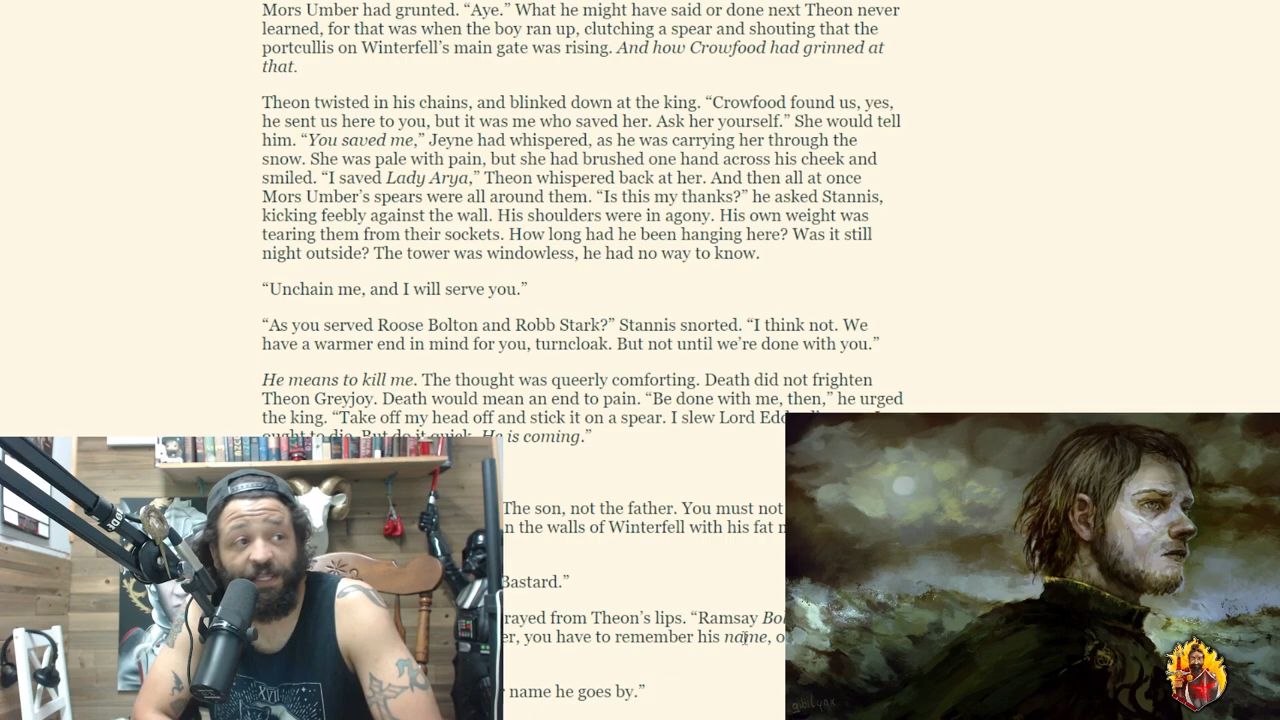 Mors Umber had grunted. “Aye.” What he might have said or done next Theon never
learned, for that was when the boy ran up, clutching a spear and shouting that the
portcullis on Winterfell’s main gate was rising. And how Crowfood had grinned at
that.
Theon twisted in his chains, and blinked down at the king. “Crowfood found us, yes,
he sent us here to you, but it was me who saved her. Ask her yourself.” She would tell
him. “You saved me,” Jeyne had whispered, as he was carrying her through the
snow. She was pale with pain, but she had brushed one hand across his cheek and
smiled. “I saved Lady Arya,” Theon whispered back at her. And then all at once
Mors Umber’s spears were all around them. “Is this my thanks?” he asked Stannis,
kicking feebly against the wall. His shoulders were in agony. His own weight was
tearing them from their sockets. How long had he been hanging here? Was it still
night outside? The tower was windowless, he had no way to know.
“Unchain me, and I will serve you.”
“As you served Roose Bolton and Robb Stark?” Stannis snorted. “I think not. We
have a warmer end in mind for you, turncloak. But not until we’re done with you.”
He means to kill me. The thought was queerly comforting. Death did not frighten
Theon Greyjoy. Death would mean an end to pain. “Be done with me, then,” he urged
the king. “Take off my head off and stick it on a spear. I slew Lord
ought to die. But do it quick. He is coming.”
The son, not the father. You must not
the walls of Winterfell with his fat
Bastard.”
from Theon’s lips. “Ramsay
you have to remember his name,
name he goes by.”
XVII
gibiLynx